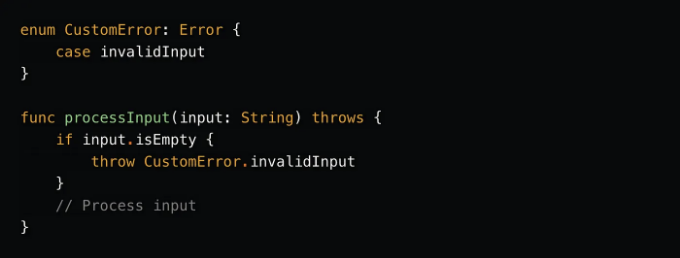 enum CustomError: Error {
    case invalidInput
}

func processInput(input: String) throws {
    if input.isEmpty {
        throw CustomError.invalidInput
    }
    // Process input
}